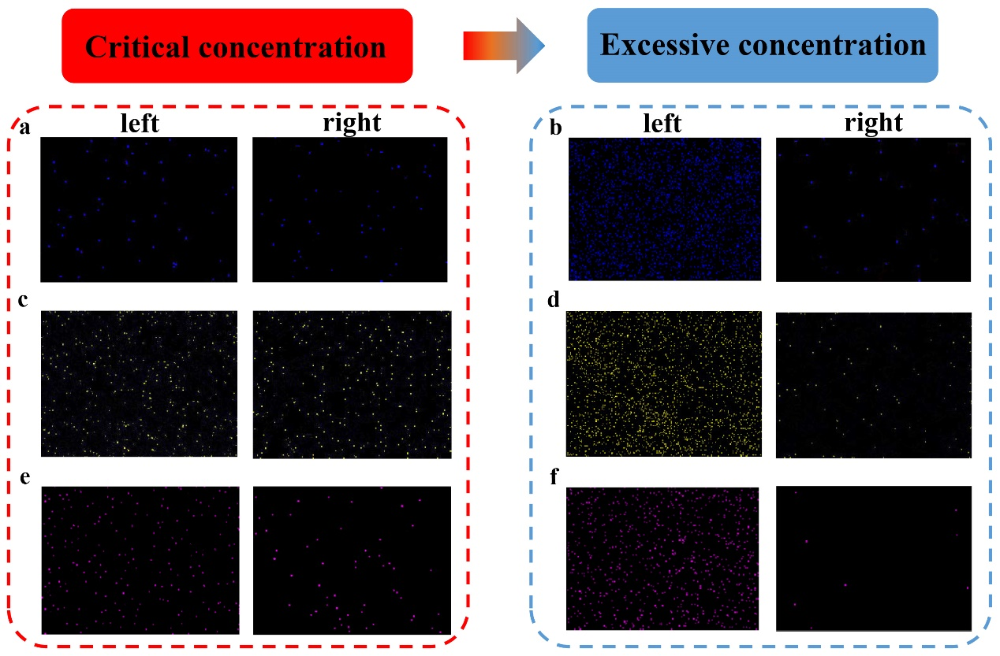 Critical concentration
Excessive concentration
a
left
right
b
left
right
c
d
e
f